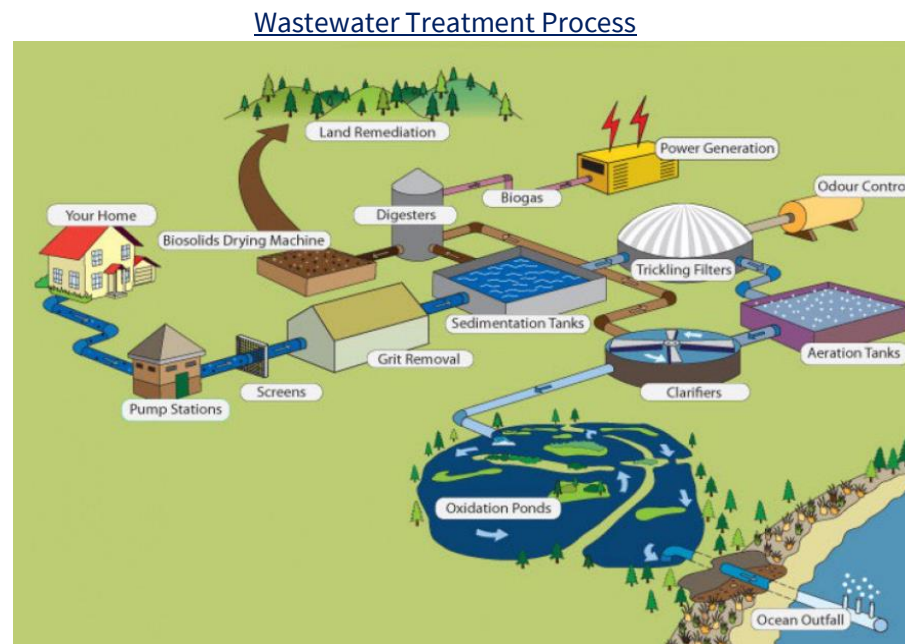 Wastewater Treatment Process
Land Remediation
Power Generation
Biogas
Odour Control
Your Home
Digesters
Biosolids Drying Machine
Trickling Filters
Sedimentation Tanks
Grit Removal
Aeration Tanks
Screens
Clarifiers
Pump Stations
Oxidation Ponds
Ocean Outfall